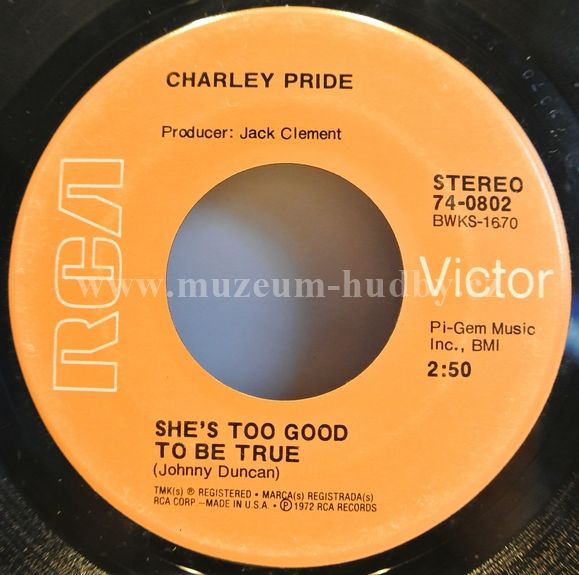 CHARLEY PRIDE
Producer: Jack Clement
RCA
STEREO
74-0802
BWKS-1670
Victor
www.muzeum-hudby.cz
Pi-Gem Music
Inc., BMI
2:50
SHE'S TOO GOOD
TO BE TRUE
(Johnny Duncan)
TMK(s) ® REGISTERED • MARCA(s) REGISTRADA(s)
RCA CORP.—MADE IN U.S.A. • ℗ 1972 RCA RECORDS